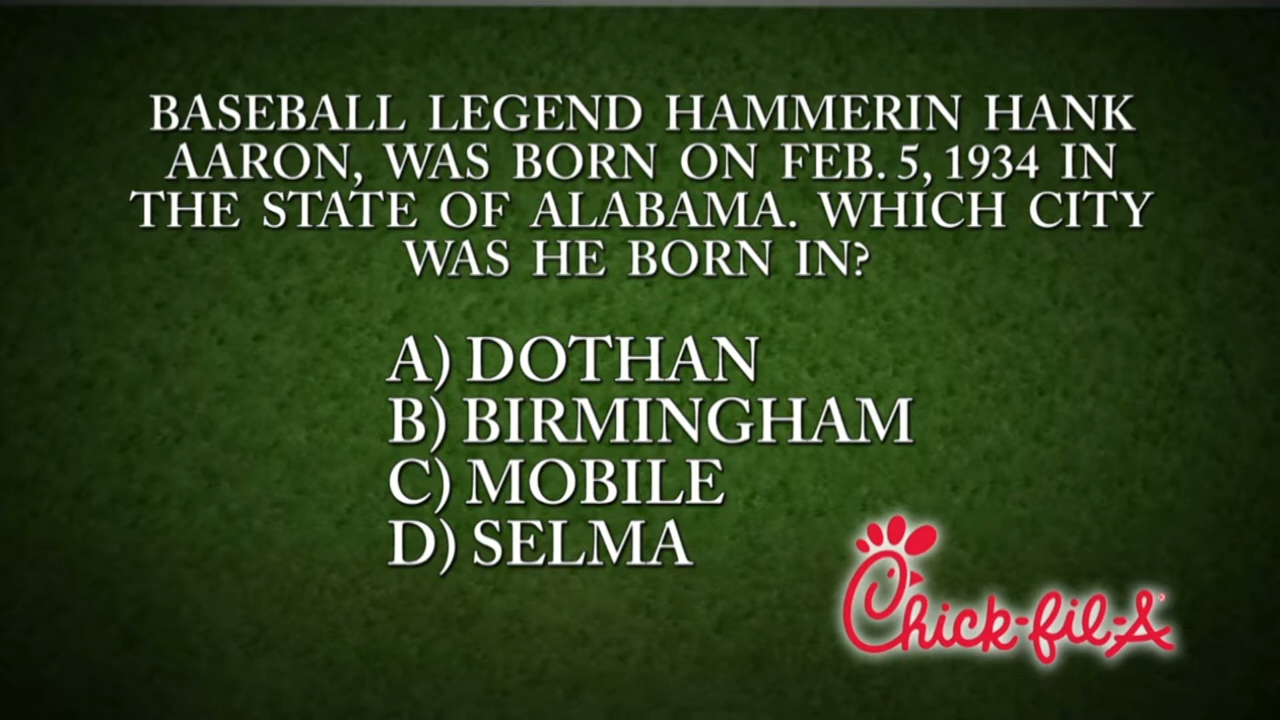 BASEBALL LEGEND HAMMERIN HANK
AARON, WAS BORN ON FEB. 5, 1934 IN
THE STATE OF ALABAMA. WHICH CITY
WAS HE BORN IN?
A) DOTHAN
B) BIRMINGHAM
C) MOBILE
D) SELMA
Chick-fil-A®